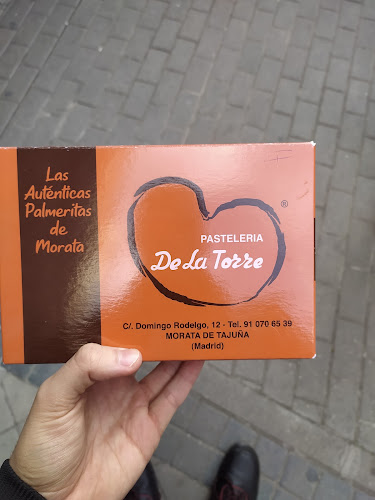 Las
Auténticas
Palmeritas
de
Morata
®
PASTELERIA
De La Torre
C/. Domingo Rodelgo, 12 - Tel. 91 070 65 39
MORATA DE TAJUÑA
(Madrid)